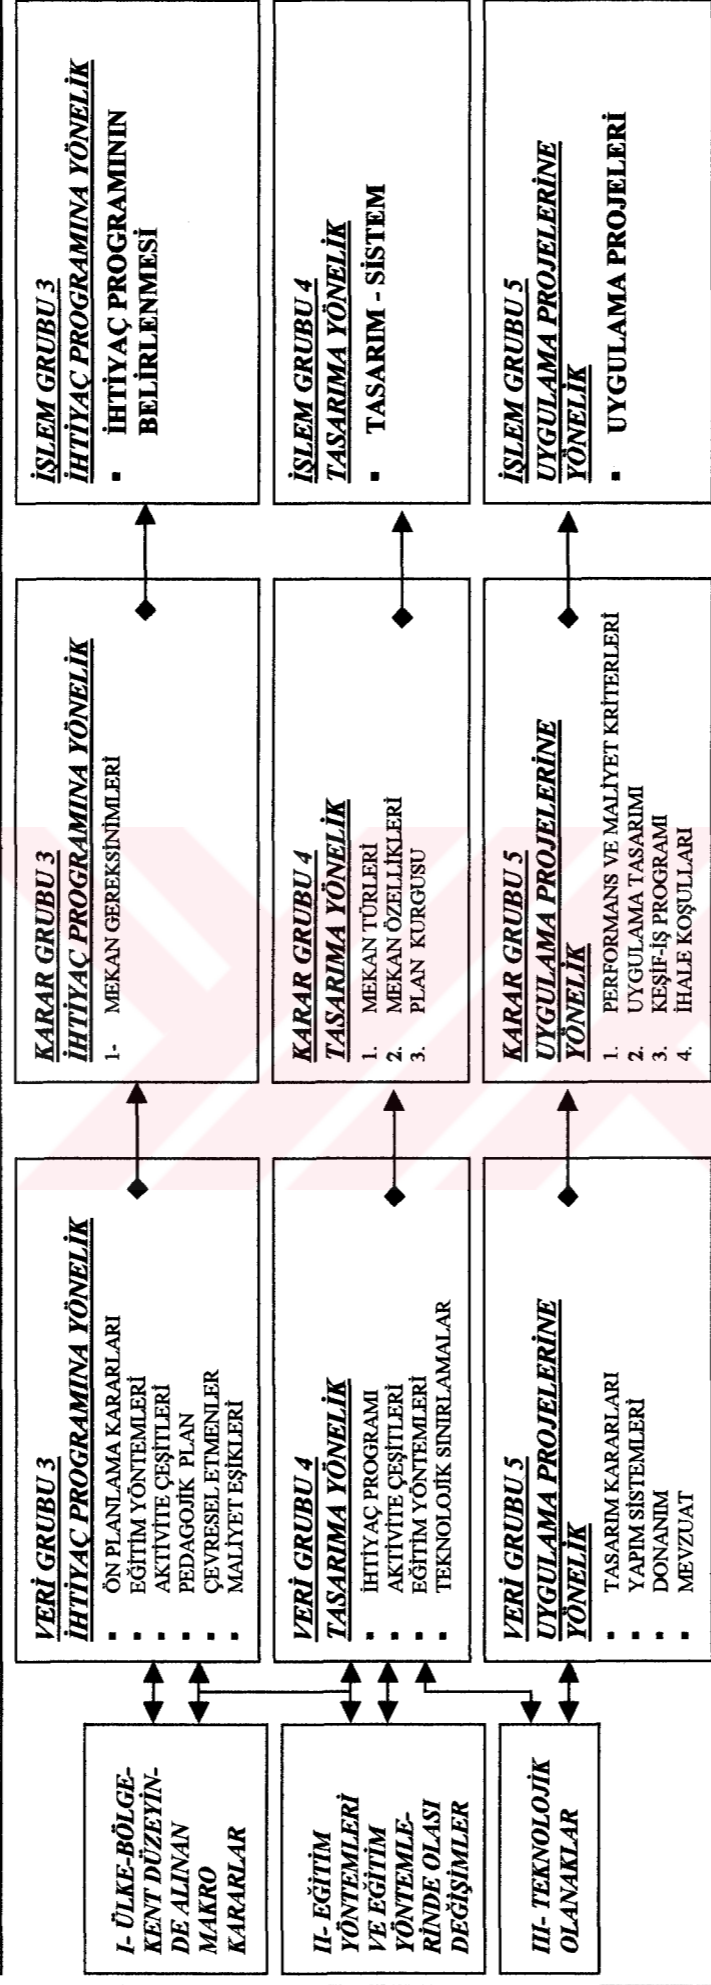 I- ÜLKE-BÖLGE-
KENT DÜZEYİN-
DE ALINAN
MAKRO
KARARLAR
II- EĞİTİM
YÖNTEMLERİ
VE EĞİTİM
YÖNTEMLE-
RİNDE OLASI
DEĞİŞİMLER
III- TEKNOLOJİK
OLANAKLAR
VERİ GRUBU 3
İHTİYAÇ PROGRAMINA YÖNELİK
▪ ÖN PLANLAMA KARARLARI
▪ EĞİTİM YÖNTEMLERİ
▪ AKTİVİTE ÇEŞİTLERİ
▪ PEDAGOJİK PLAN
▪ ÇEVRESEL ETMENLER
▪ MALİYET EŞİKLERİ
KARAR GRUBU 3
İHTİYAÇ PROGRAMINA YÖNELİK
1- MEKAN GEREKSİNİMLERİ
İŞLEM GRUBU 3
İHTİYAÇ PROGRAMINA YÖNELİK
▪ İHTİYAÇ PROGRAMININ
BELİRLENMESİ
VERİ GRUBU 4
TASARIMA YÖNELİK
▪ İHTİYAÇ PROGRAMI
▪ AKTİVİTE ÇEŞİTLERİ
▪ EĞİTİM YÖNTEMLERİ
▪ TEKNOLOJİK SINIRLAMALAR
KARAR GRUBU 4
TASARIMA YÖNELİK
1. MEKAN TÜRLERİ
2. MEKAN ÖZELLİKLERİ
3. PLAN KURGUSU
İŞLEM GRUBU 4
TASARIMA YÖNELİK
▪ TASARIM - SİSTEM
VERİ GRUBU 5
UYGULAMA PROJELERİNE
YÖNELİK
▪ TASARIM KARARLARI
▪ YAPIM SİSTEMLERİ
▪ DONANIM
▪ MEVZUAT
KARAR GRUBU 5
UYGULAMA PROJELERİNE
YÖNELİK
1. PERFORMANS VE MALİYET KRİTERLERİ
2. UYGULAMA TASARIMI
3. KEŞİF-İŞ PROGRAMI
4. İHALE KOŞULLARI
İŞLEM GRUBU 5
UYGULAMA PROJELERİNE
YÖNELİK
▪ UYGULAMA PROJELERİ